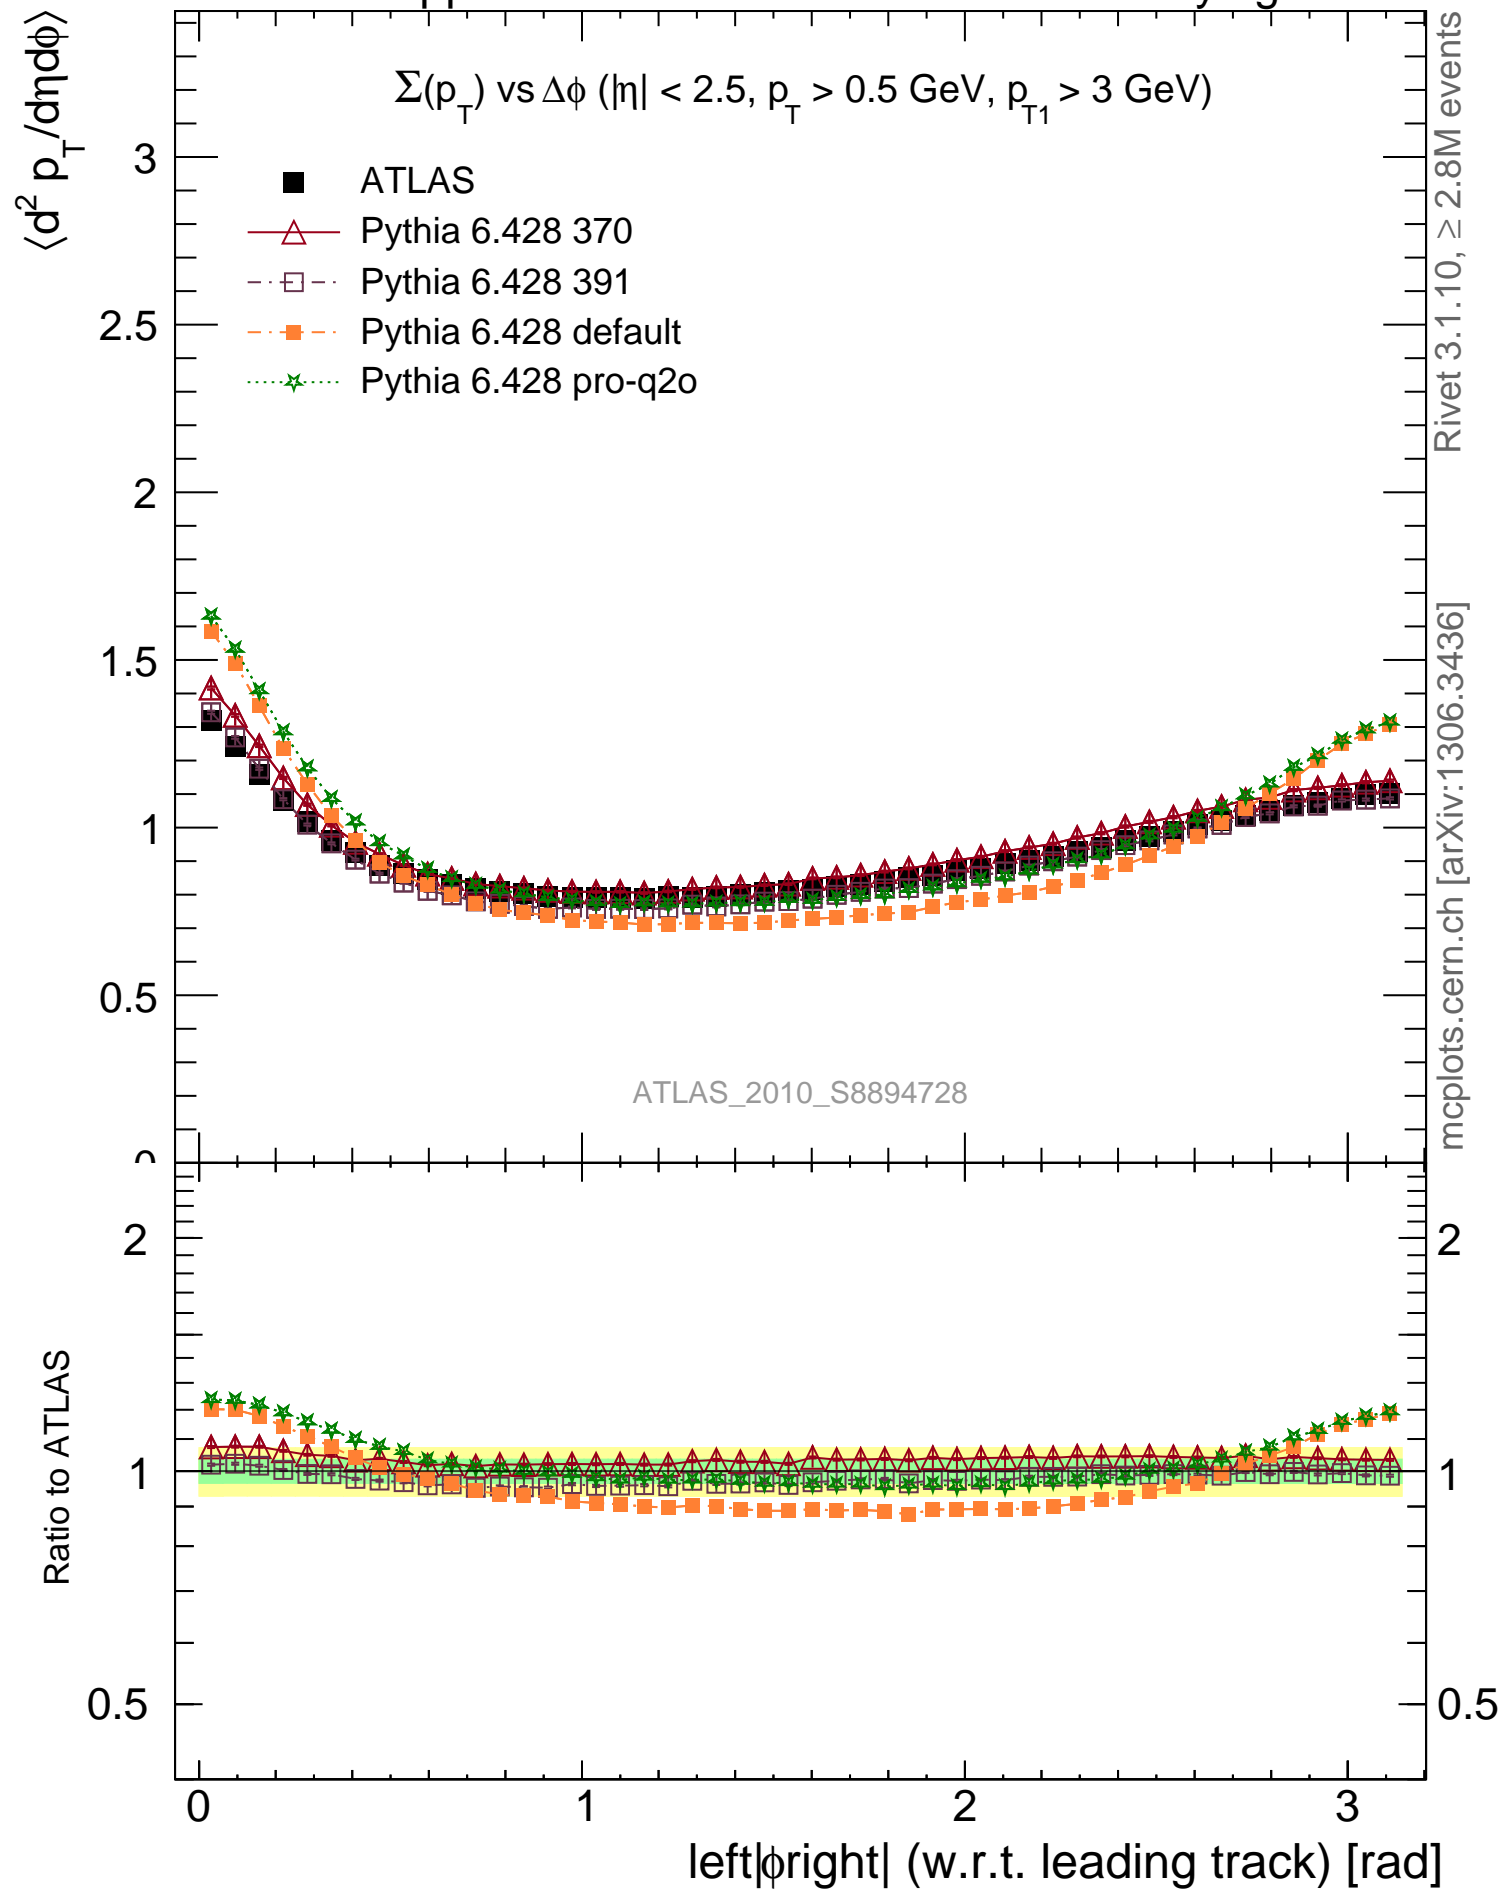 ⟨d² p_T/dηdϕ⟩
Σ(p_T) vs Δϕ (|η| < 2.5, p_T > 0.5 GeV, p_T1 > 3 GeV)
ATLAS
Pythia 6.428 370
Pythia 6.428 391
Pythia 6.428 default
Pythia 6.428 pro-q2o
3
2.5
2
1.5
1
0.5
0
ATLAS_2010_S8894728
Rivet 3.1.10, ≥ 2.8M events
mcplots.cern.ch [arXiv:1306.3436]
Ratio to ATLAS
2
1
0.5
2
1
0.5
0 1 2 3
left|ϕright| (w.r.t. leading track) [rad]